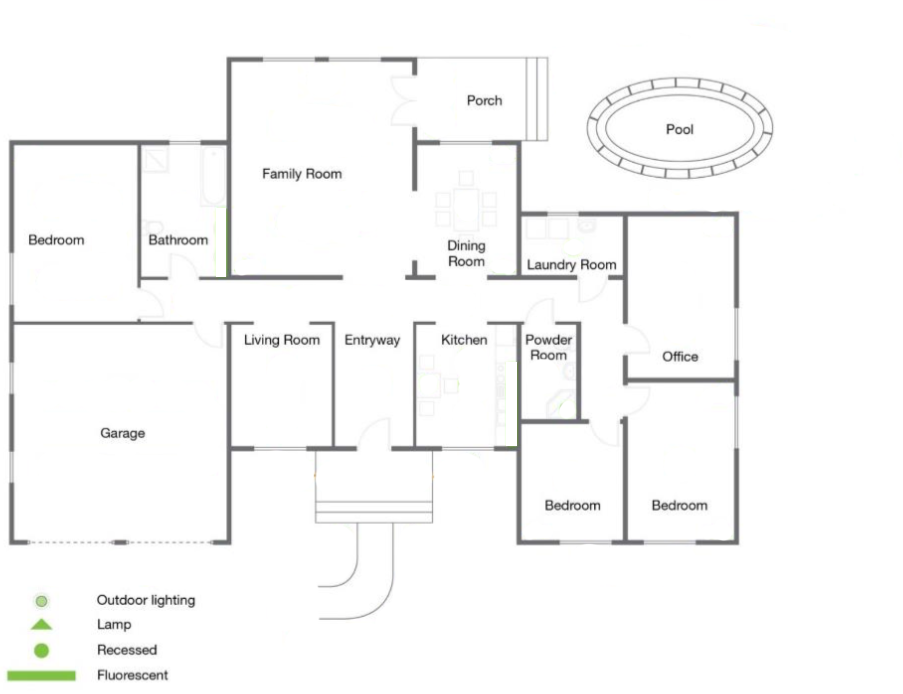 Porch
Pool
Family Room
Bedroom
Bathroom
Dining
Room
Laundry Room
Living Room
Entryway
Kitchen
Powder
Room
Office
Garage
Bedroom
Bedroom
Outdoor lighting
Lamp
Recessed
Fluorescent